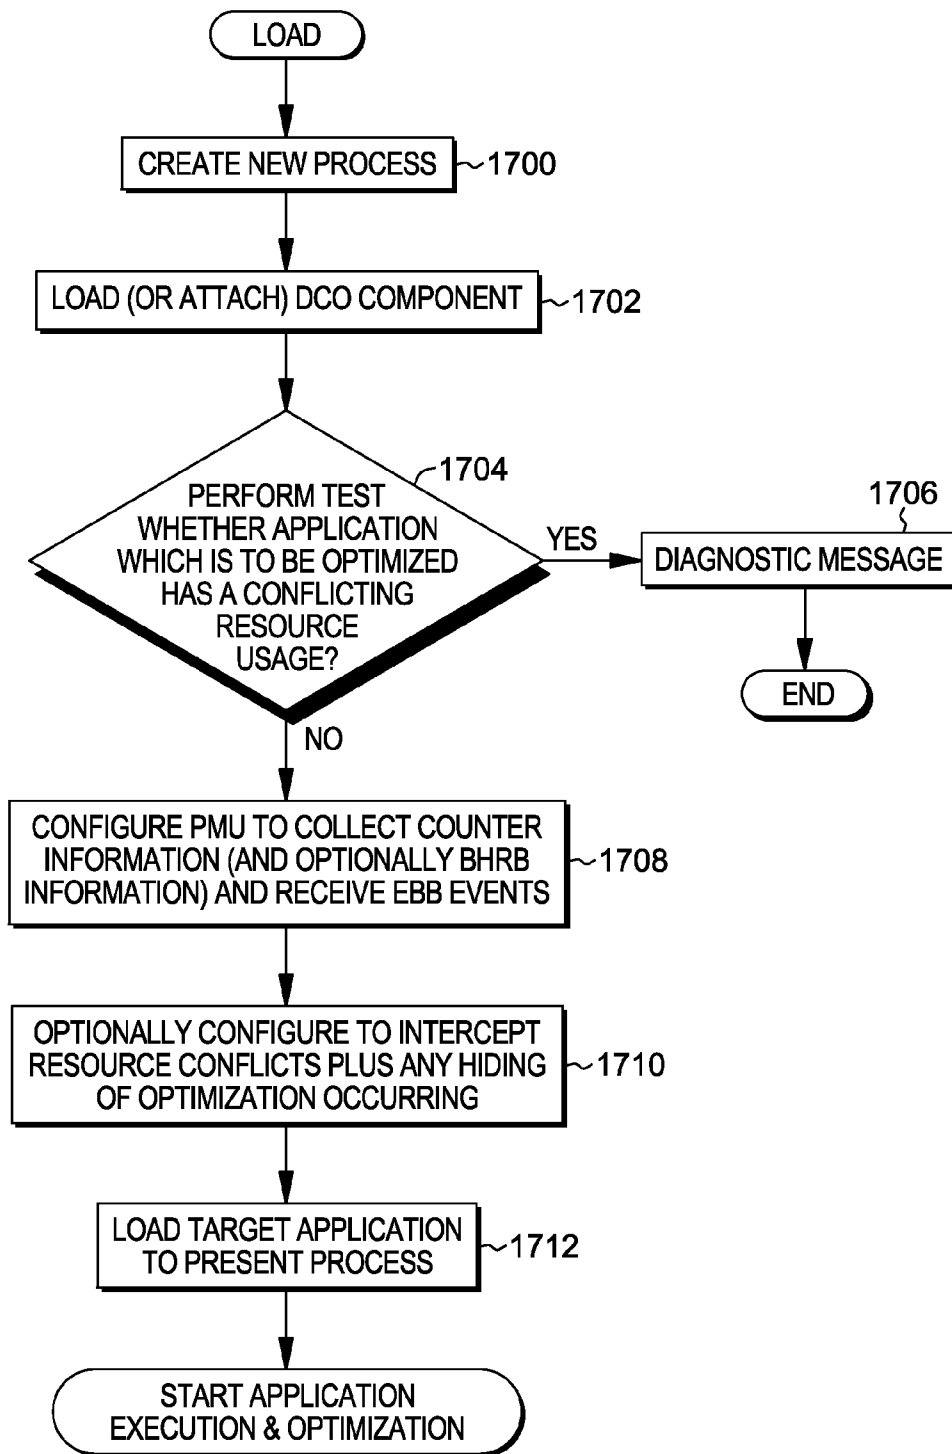 LOAD
CREATE NEW PROCESS
1700
LOAD (OR ATTACH) DCO COMPONENT
1702
1704
PERFORM TEST
WHETHER APPLICATION
WHICH IS TO BE OPTIMIZED
HAS A CONFLICTING
RESOURCE
USAGE?
YES
1706
DIAGNOSTIC MESSAGE
END
NO
CONFIGURE PMU TO COLLECT COUNTER
INFORMATION (AND OPTIONALLY BHRB
INFORMATION) AND RECEIVE EBB EVENTS
1708
OPTIONALLY CONFIGURE TO INTERCEPT
RESOURCE CONFLICTS PLUS ANY HIDING
OF OPTIMIZATION OCCURRING
1710
LOAD TARGET APPLICATION
TO PRESENT PROCESS
1712
START APPLICATION
EXECUTION & OPTIMIZATION